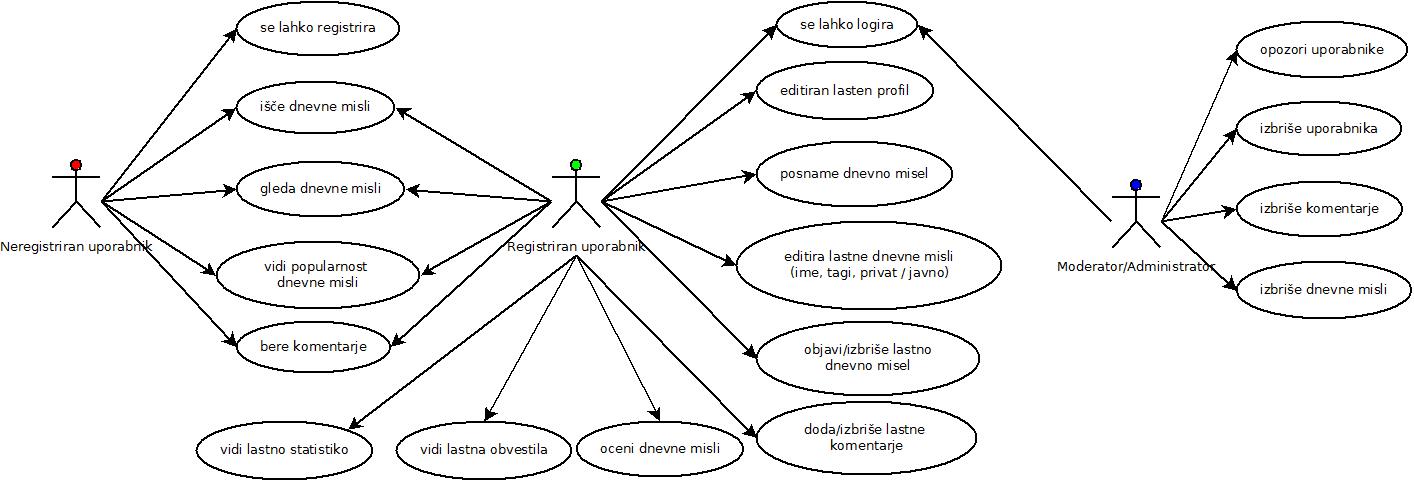 se lahko registrira
išče dnevne misli
gleda dnevne misli
vidi popularnost
dnevne misli
bere komentarje
Neregistriran uporabnik
Registriran uporabnik
vidi lastno statistiko
vidi lastna obvestila
oceni dnevne misli
se lahko logira
editiran lasten profil
posname dnevno misel
editira lastne dnevne misli
(ime, tagi, privat / javno)
objavi/izbriše lastno
dnevno misel
doda/izbriše lastne
komentarje
Moderator/Administrator
opozori uporabnike
izbriše uporabnika
izbriše komentarje
izbriše dnevne misli